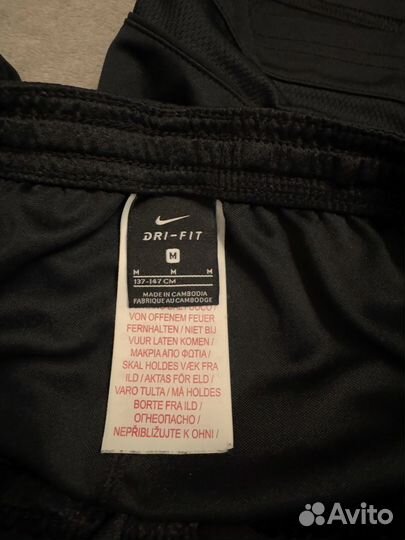 DRI-FIT
M
M M M
137-147 CM
MADE IN CAMBODIA
FABRIQUE AU CAMBODGE
VON OFFENEM FEUER
FERNHALTEN / NIET BIJ
VUUR LATEN KOMEN /
ΜΑΚΡΙΑ ΑΠΟ ΦΩΤΙΑ /
SKAL HOLDES VÆK FRA
ILD / AKTAS FÖR ELD /
VARO TULTA / MÅ HOLDES
BORTE FRA ILD /
ОГНЕОПАСНО /
NEPŘIBLIŽUJTE K OHNI /
Avito